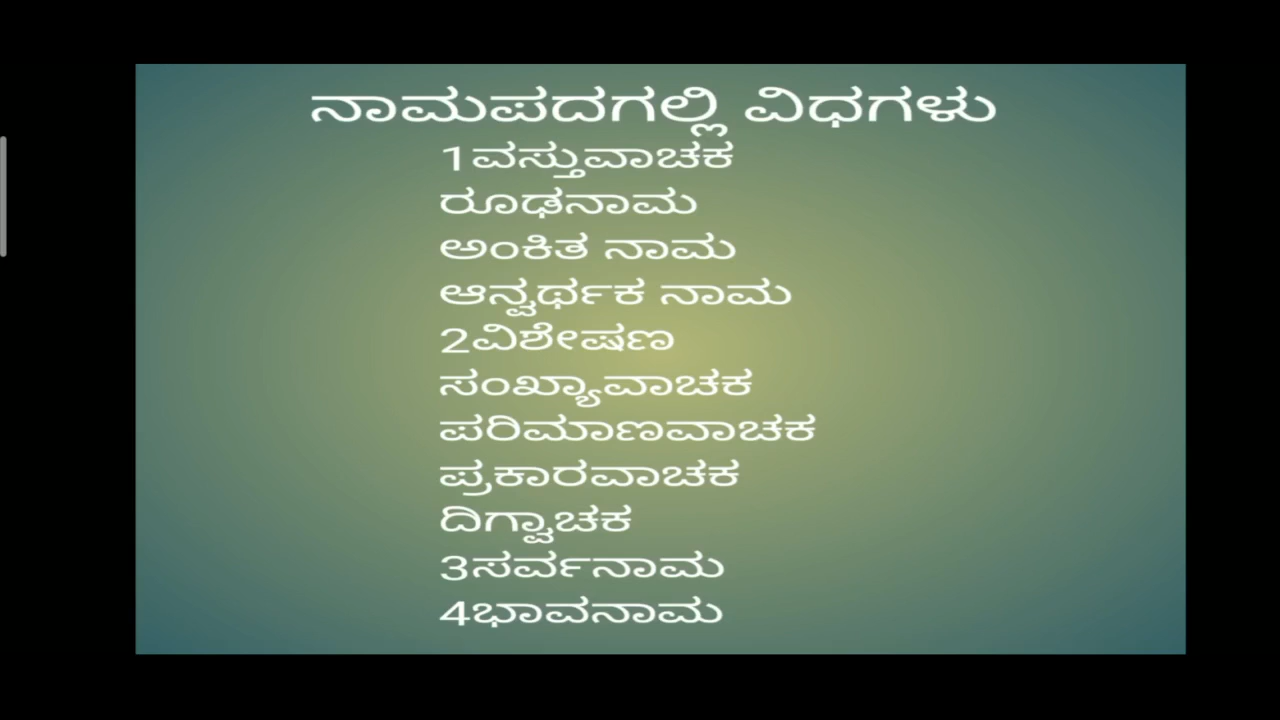 ನಾಮಪದಗಲ್ಲಿ ವಿಧಗಳು
1ವಸ್ತುವಾಚಕ
ರೂಢನಾಮ
ಅಂಕಿತ ನಾಮ
ಆನ್ವರ್ಥಕ ನಾಮ
2ವಿಶೇಷಣ
ಸಂಖ್ಯಾವಾಚಕ
ಪರಿಮಾಣವಾಚಕ
ಪ್ರಕಾರವಾಚಕ
ದಿಗ್ವಾಚಕ
3ಸರ್ವನಾಮ
4ಭಾವನಾಮ